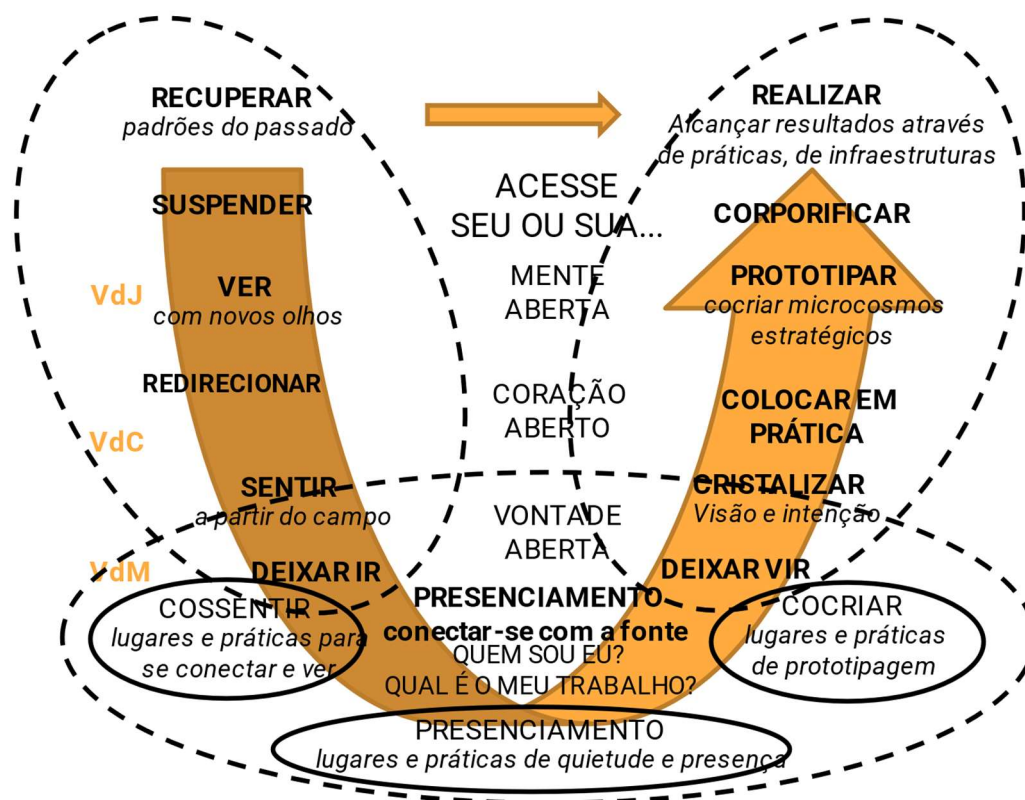 RECUPERAR
padrões do passado
SUSPENDER
VdJ
VER
com novos olhos
REDIRECIONAR
VdC
SENTIR
a partir do campo
VdM
DEIXAR IR
COSSENTIR
lugares e práticas para
se conectar e ver
ACESSE
SEU OU SUA...
MENTE
ABERTA
CORAÇÃO
ABERTO
VONTADE
ABERTA
PRESENCIAMENTO
conectar-se com a fonte
QUEM SOU EU?
QUAL É O MEU TRABALHO?
PRESENCIAMENTO
lugares e práticas de quietude e presença
REALIZAR
Alcançar resultados através
de práticas, de infraestruturas
CORPORIFICAR
PROTOTIPAR
cocriar microcosmos
estratégicos
COLOCAR EM
PRÁTICA
CRISTALIZAR
Visão e intenção
DEIXAR VIR
COCRIAR
lugares e práticas
de prototipagem